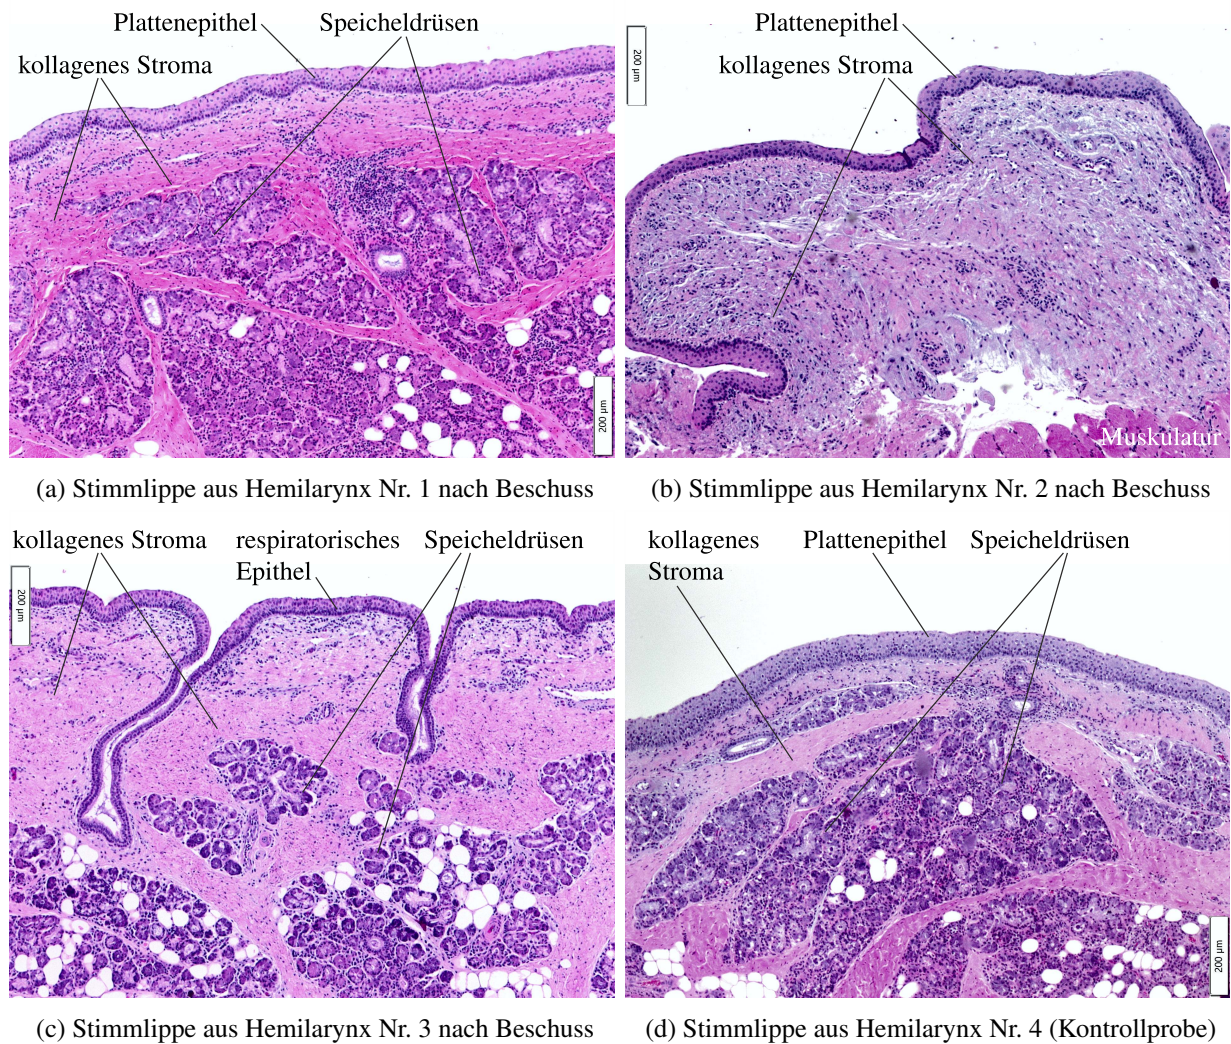 Plattenepithel
Speicheldrüsen
kollagenes Stroma
200 µm
(a) Stimmlippe aus Hemilarynx Nr. 1 nach Beschuss
Plattenepithel
kollagenes Stroma
200 µm
Muskulatur
(b) Stimmlippe aus Hemilarynx Nr. 2 nach Beschuss
kollagenes Stroma
respiratorisches
Epithel
Speicheldrüsen
200 µm
(c) Stimmlippe aus Hemilarynx Nr. 3 nach Beschuss
kollagenes
Stroma
Plattenepithel
Speicheldrüsen
200 µm
(d) Stimmlippe aus Hemilarynx Nr. 4 (Kontrollprobe)